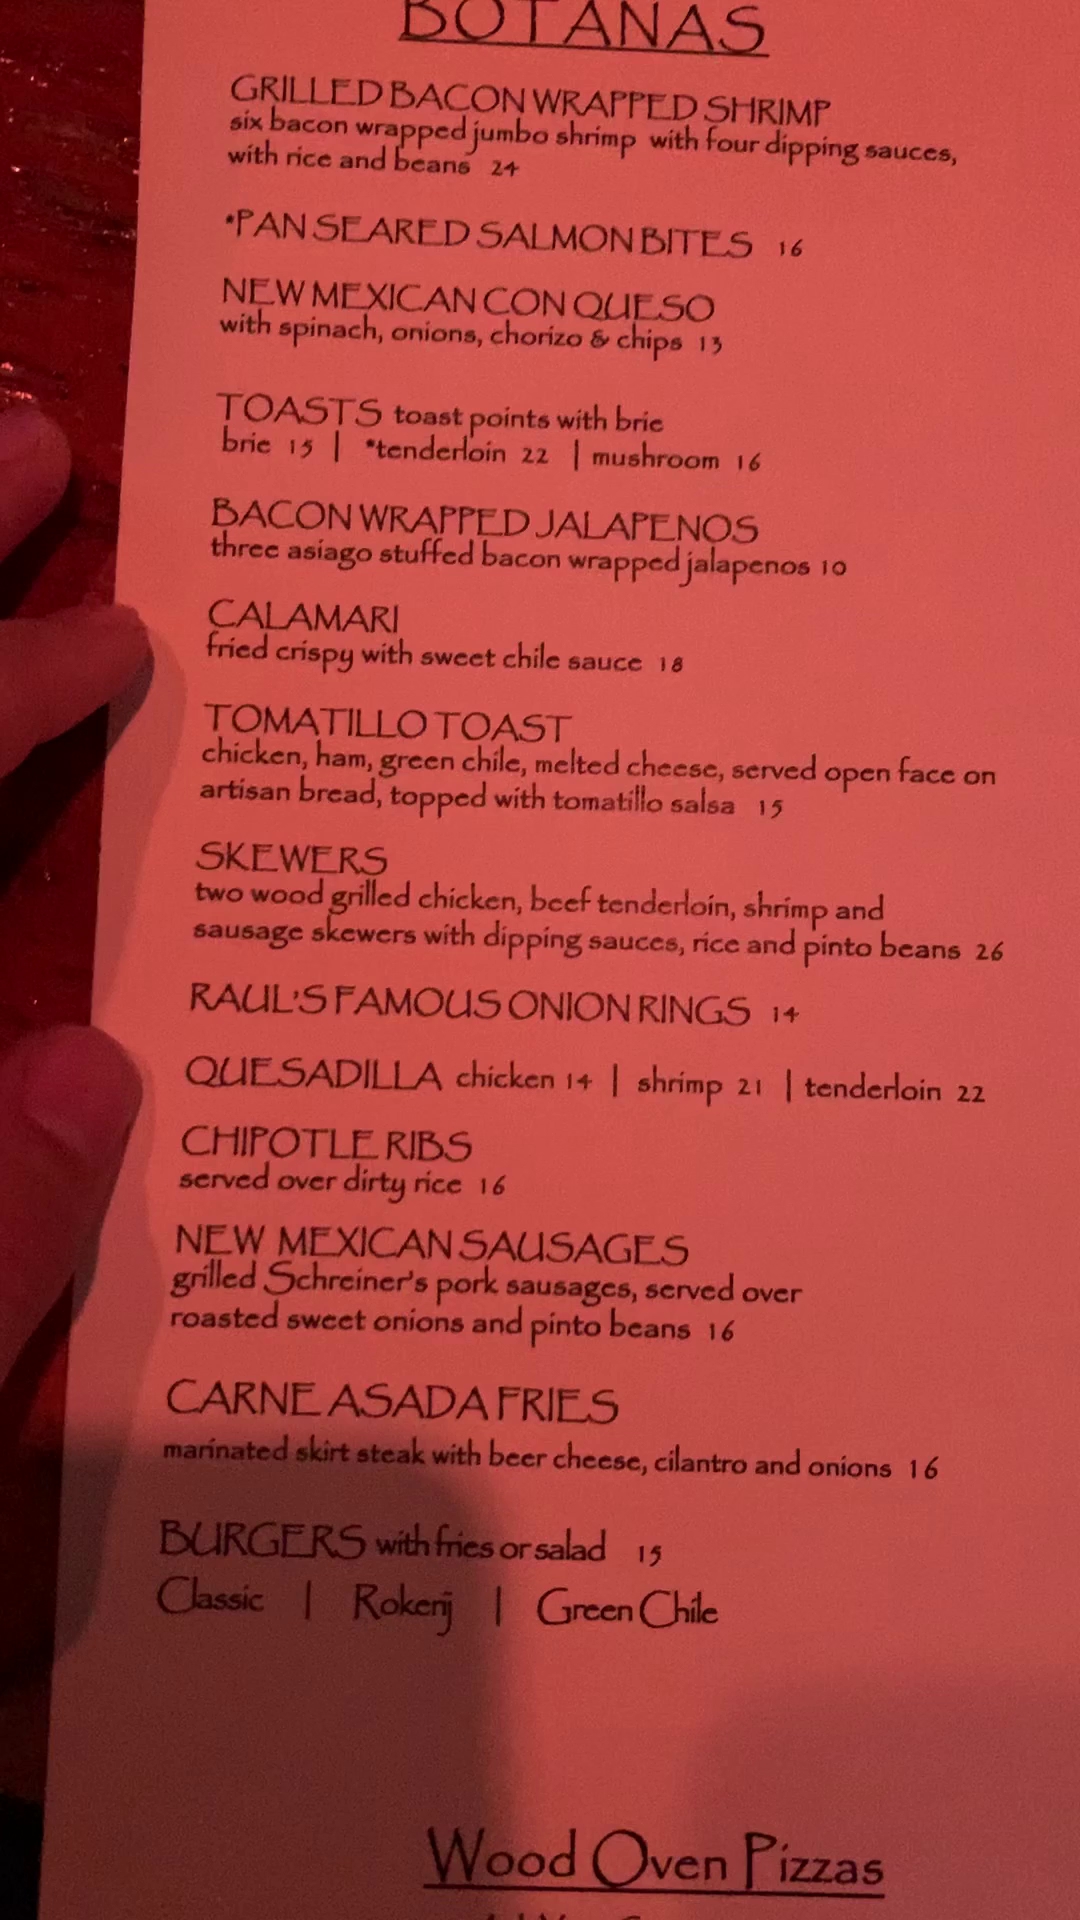 BOTANAS
GRILLED BACON WRAPPED SHRIMP
six bacon wrapped jumbo shrimp with four dipping sauces,
with rice and beans 24
*PAN SEARED SALMON BITES 16
NEW MEXICAN CON QUESO
with spinach, onions, chorizo & chips 13
TOASTS toast points with brie
brie 15 | *tenderloin 22 | mushroom 16
BACON WRAPPED JALAPENOS
three asiago stuffed bacon wrapped jalapenos 10
CALAMARI
fried crispy with sweet chile sauce 18
TOMATILLO TOAST
chicken, ham, green chile, melted cheese, served open face on
artisan bread, topped with tomatillo salsa 15
SKEWERS
two wood grilled chicken, beef tenderloin, shrimp and
sausage skewers with dipping sauces, rice and pinto beans 26
RAUL'S FAMOUS ONION RINGS 14
QUESADILLA chicken 14 | shrimp 21 | tenderloin 22
CHIPOTLE RIBS
served over dirty rice 16
NEW MEXICAN SAUSAGES
grilled Schreiner's pork sausages, served over
roasted sweet onions and pinto beans 16
CARNE ASADA FRIES
marinated skirt steak with beer cheese, cilantro and onions 16
BURGERS with fries or salad 15
Classic | Rokerij | Green Chile
Wood Oven Pizzas